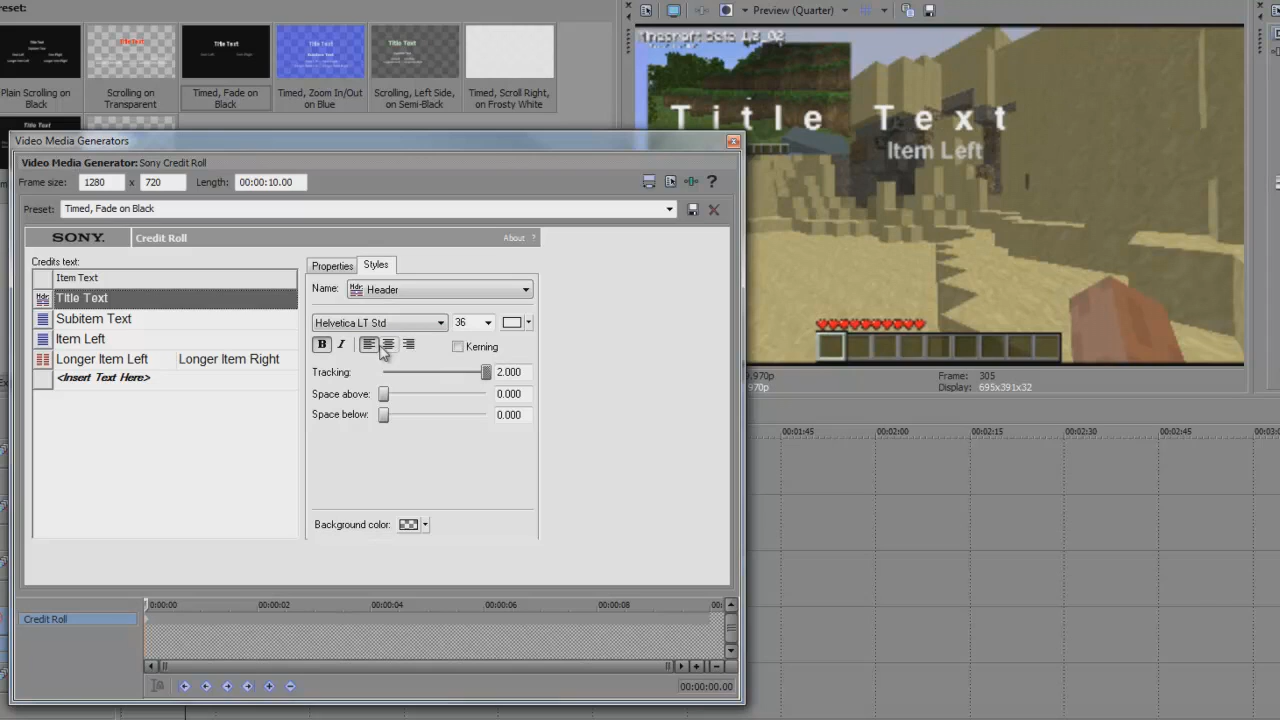 Preset:
Preview (Quarter)
Plain Scrolling on Black
Scrolling on Transparent
Timed, Fade on Black
Timed, Zoom In/Out on Blue
Scrolling, Left Side, on Semi-Black
Timed, Scroll Right, on Frosty White
Title Text
Item Left
Video Media Generators
Video Media Generator: Sony Credit Roll
Frame size: 1280 x 720 Length: 00:00:10.00
Preset: Timed, Fade on Black
SONY. Credit Roll About ?
Credits text:
Item Text
Title Text
Subitem Text
Item Left
Longer Item Left Longer Item Right
<Insert Text Here>
Properties Styles
Name: Header
Helvetica LT Std 36
B I Kerning
Tracking: 2.000
Space above: 0.000
Space below: 0.000
Background color:
Frame: 305
Display: 695x391x32
00:01:45 00:02:00 00:02:15 00:02:30 00:02:45
0:00:00 00:00:02 00:00:04 00:00:06 00:00:08
Credit Roll
00:00:00.00